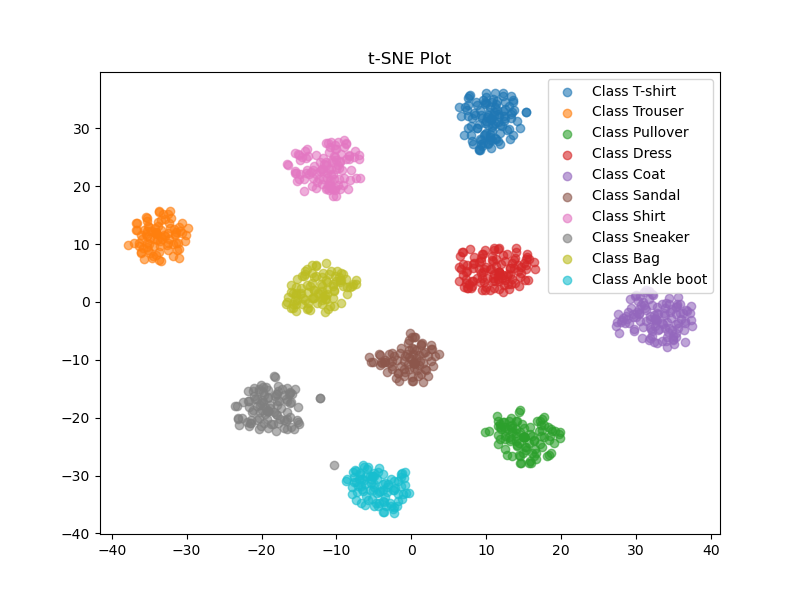 t-SNE Plot
Class T-shirt
Class Trouser
Class Pullover
Class Dress
Class Coat
Class Sandal
Class Shirt
Class Sneaker
Class Bag
Class Ankle boot
30
20
10
0
−10
−20
−30
−40
−40 −30 −20 −10 0 10 20 30 40